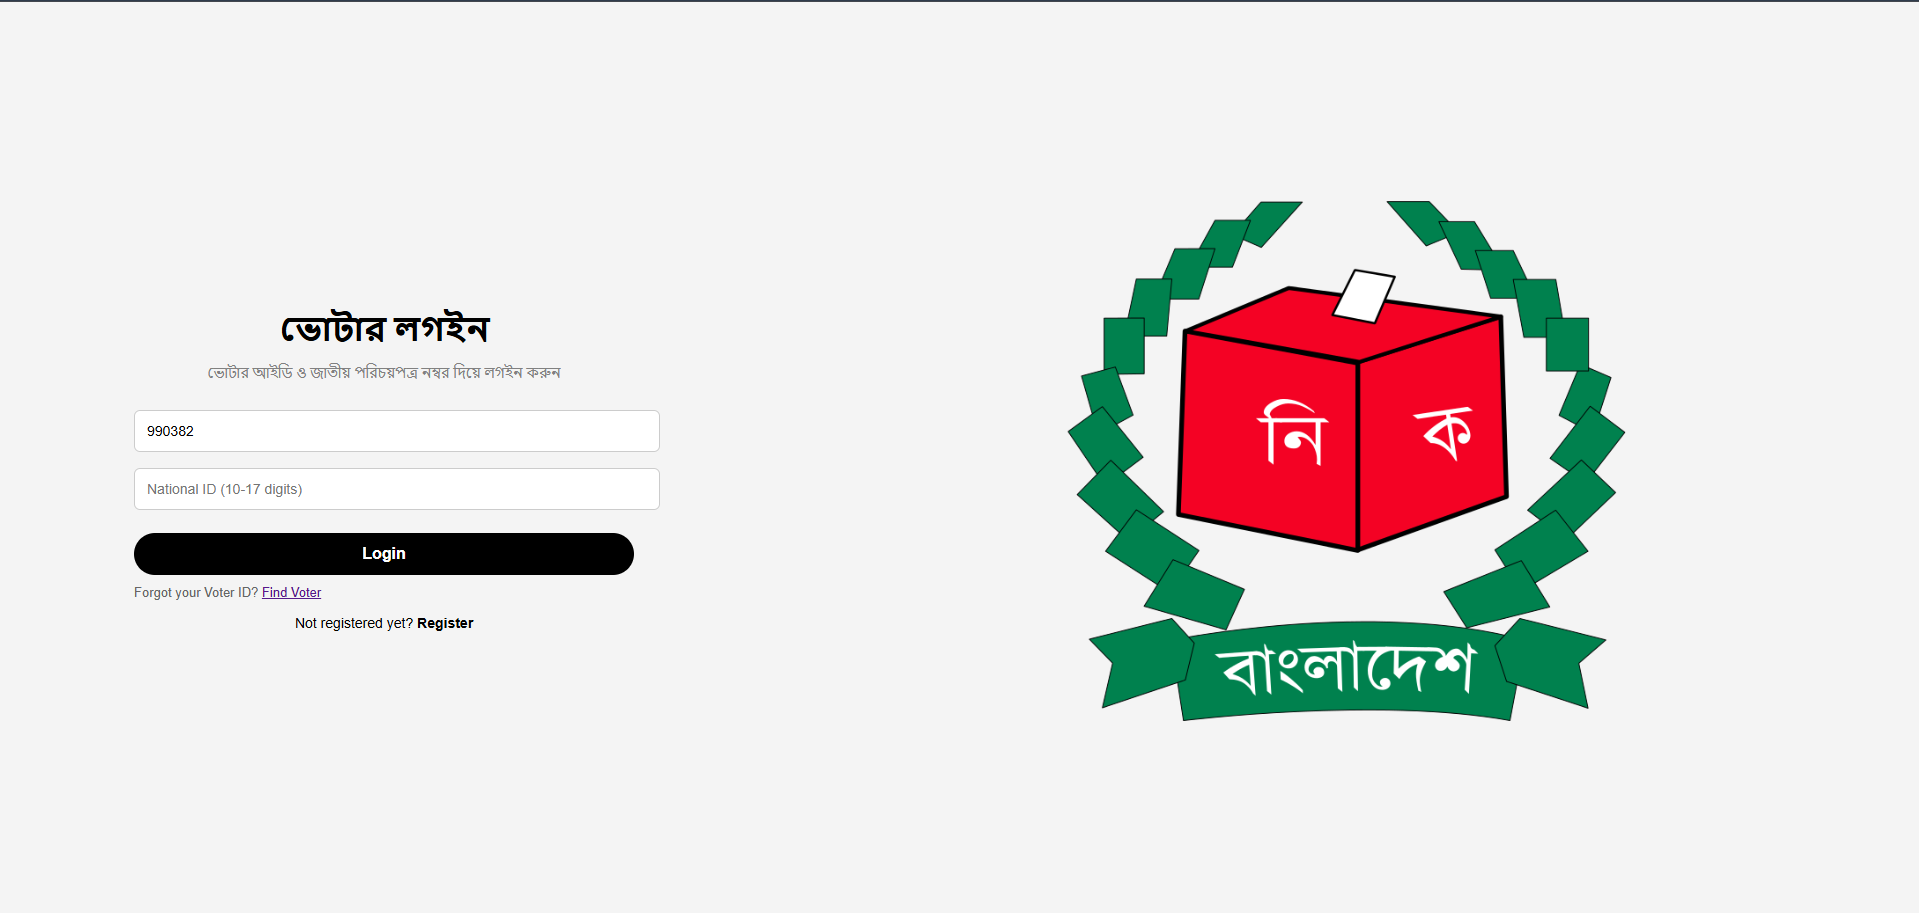 ভোটার লগইন
ভোটার আইডি ও জাতীয় পরিচয়পত্র নম্বর দিয়ে লগইন করুন
990382
National ID (10-17 digits)
Login
Forgot your Voter ID? Find Voter
Not registered yet? Register
নি ক
বাংলাদেশ